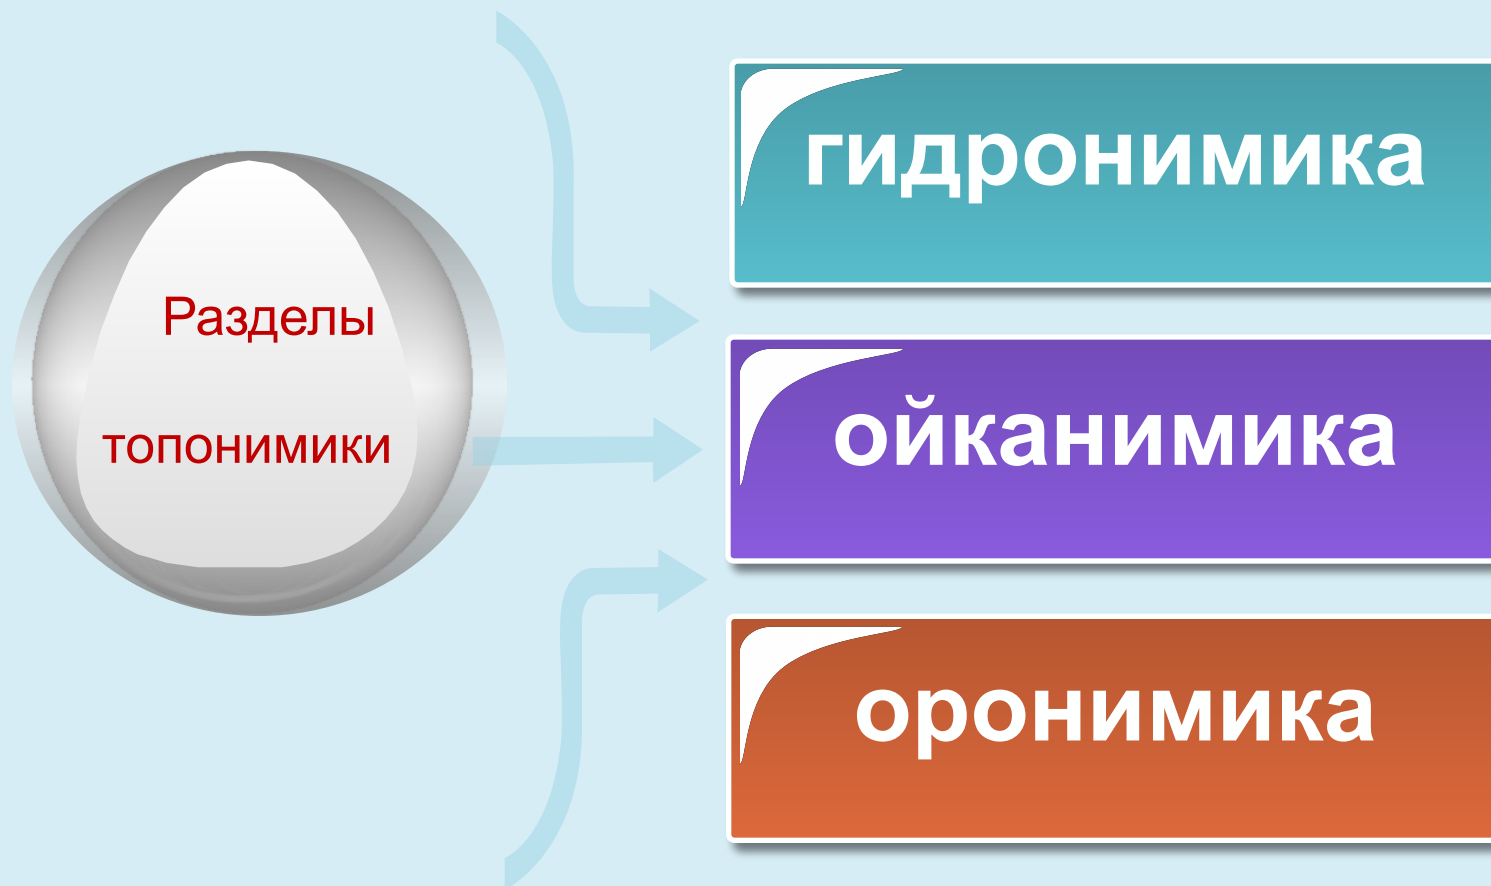 Разделы
топонимики
гидронимика
ойканимика
оронимика